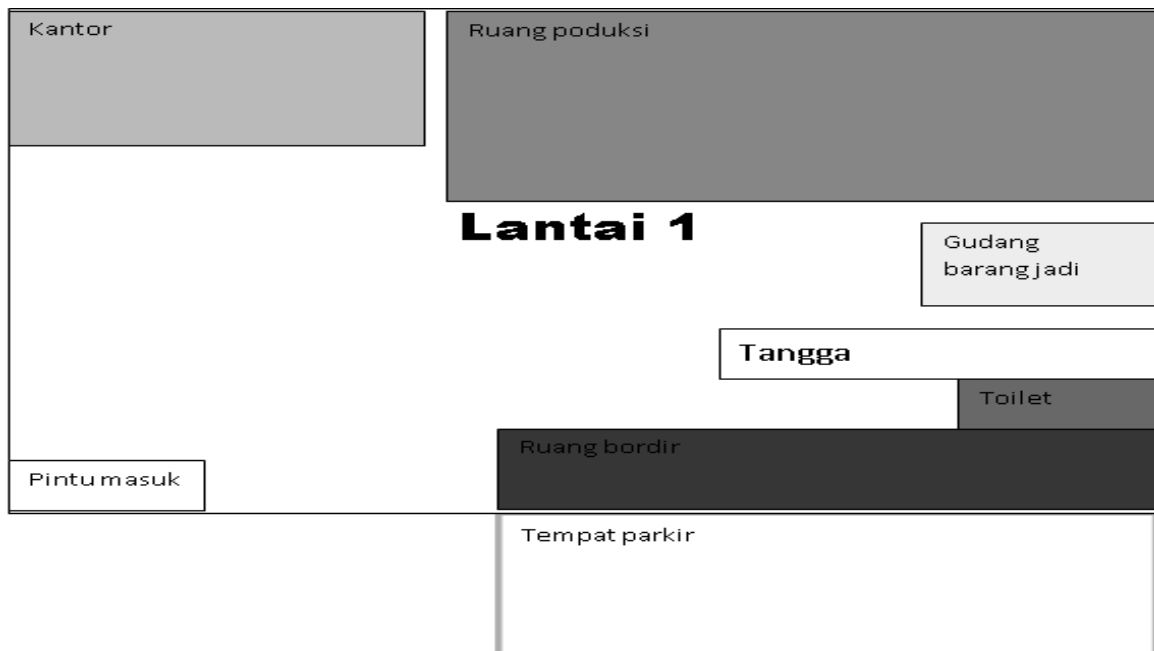 Kantor
Ruang poduksi
Lantai 1
Gudang
barang jadi
Tangga
Toilet
Ruang bordir
Pintu masuk
Tempat parkir